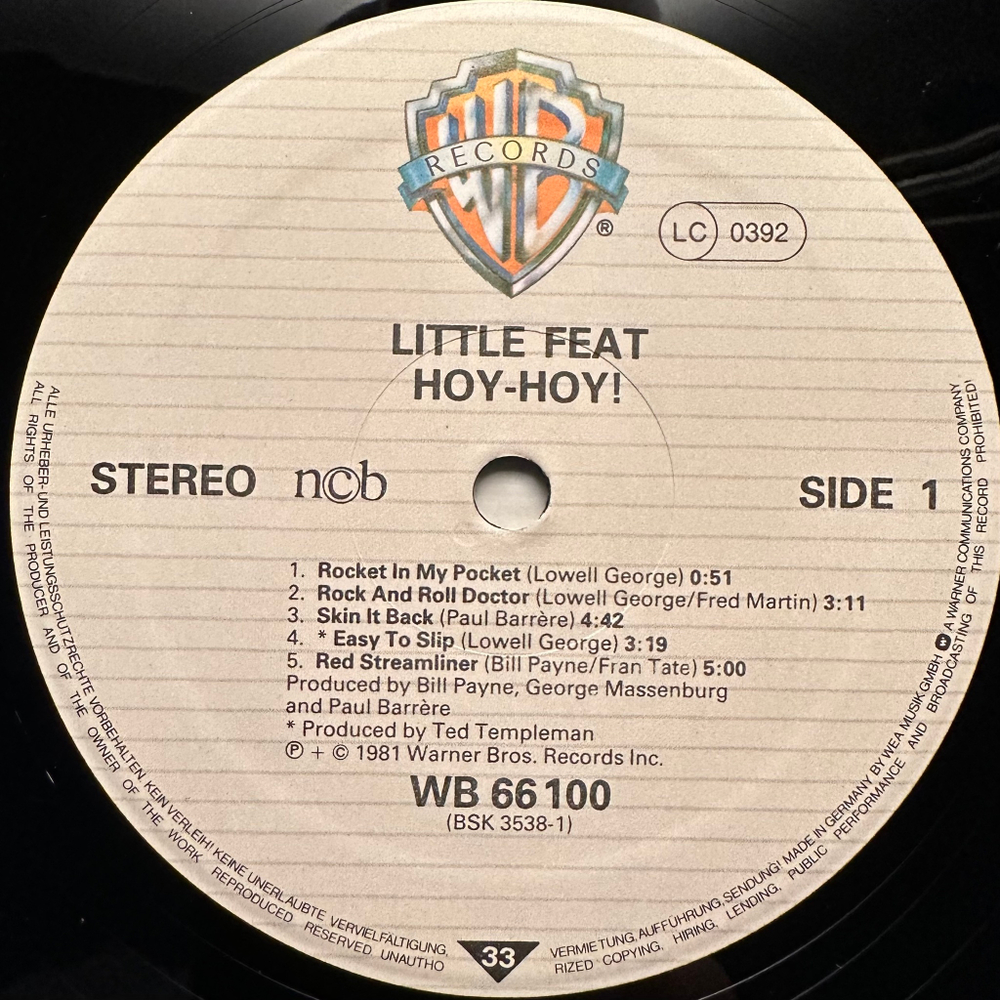 WB
RECORDS
®
LC 0392
LITTLE FEAT
HOY-HOY!
STEREO n©b
SIDE 1
1. Rocket In My Pocket (Lowell George) 0:51
2. Rock And Roll Doctor (Lowell George/Fred Martin) 3:11
3. Skin It Back (Paul Barrère) 4:42
4. * Easy To Slip (Lowell George) 3:19
5. Red Streamliner (Bill Payne/Fran Tate) 5:00
Produced by Bill Payne, George Massenburg
and Paul Barrère
* Produced by Ted Templeman
℗ + © 1981 Warner Bros. Records Inc.
WB 66 100
(BSK 3538-1)
ALLE URHEBER- UND LEISTUNGSSCHUTZRECHTE VORBEHALTEN. KEIN VERLEIH! KEINE UNERLAUBTE VERVIELFÄLTIGUNG,
VERMIETUNG, AUFFÜHRUNG, SENDUNG! MADE IN GERMANY BY WEA MUSIK GMBH A WARNER COMMUNICATIONS COMPANY
ALL RIGHTS OF THE PRODUCER AND OF THE OWNER OF THE WORK REPRODUCED RESERVED. UNAUTHO
RIZED COPYING, HIRING, LENDING, PUBLIC PERFORMANCE AND BROADCASTING OF THIS RECORD PROHIBITED!
33